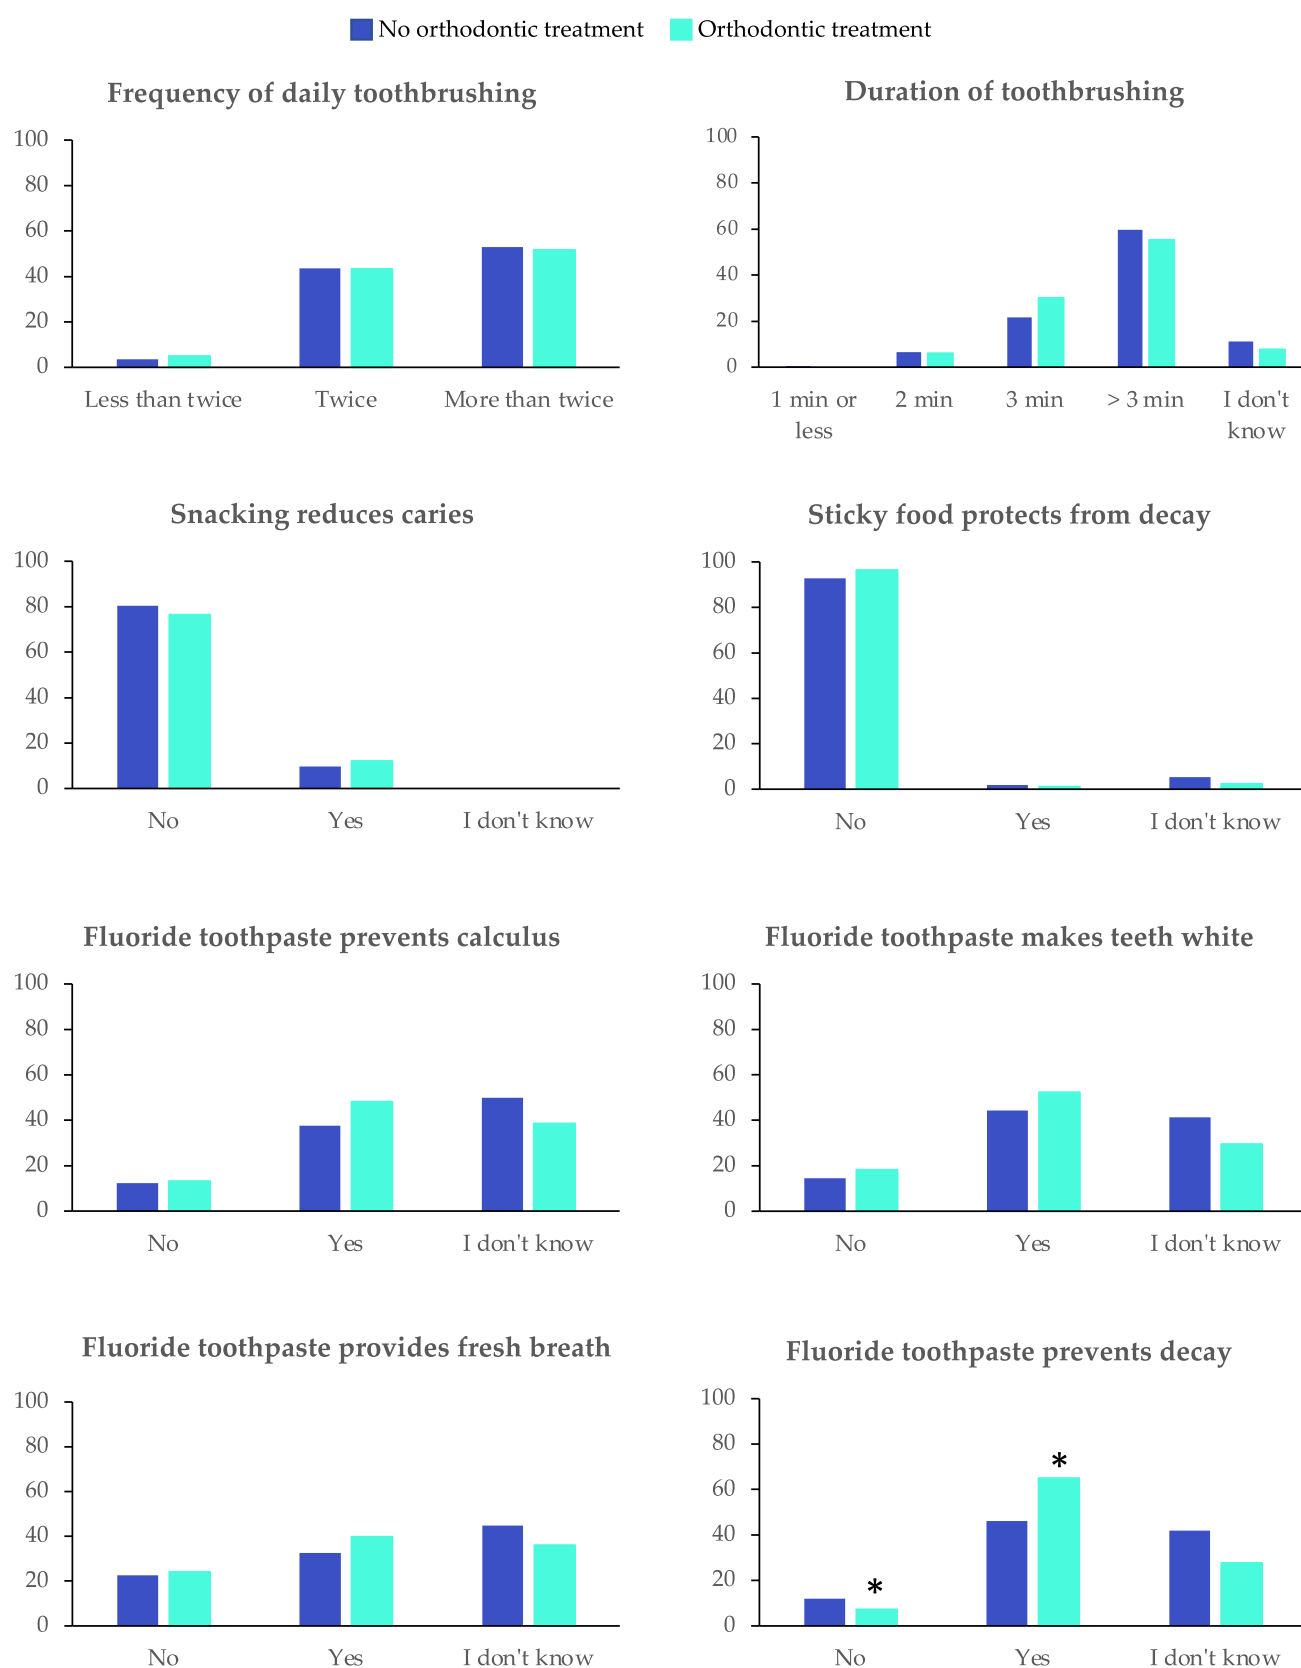 No orthodontic treatment Orthodontic treatment
Frequency of daily toothbrushing
100
80
60
40
20
0
Less than twice Twice More than twice
Duration of toothbrushing
100
80
60
40
20
0
1 min or 2 min 3 min > 3 min I don't
less know
Snacking reduces caries
100
80
60
40
20
0
No Yes I don't know
Sticky food protects from decay
100
80
60
40
20
0
No Yes I don't know
Fluoride toothpaste prevents calculus
100
80
60
40
20
0
No Yes I don't know
Fluoride toothpaste makes teeth white
100
80
60
40
20
0
No Yes I don't know
Fluoride toothpaste provides fresh breath
100
80
60
40
20
0
No Yes I don't know
Fluoride toothpaste prevents decay
100
80
*
60
40
20
*
0
No Yes I don't know